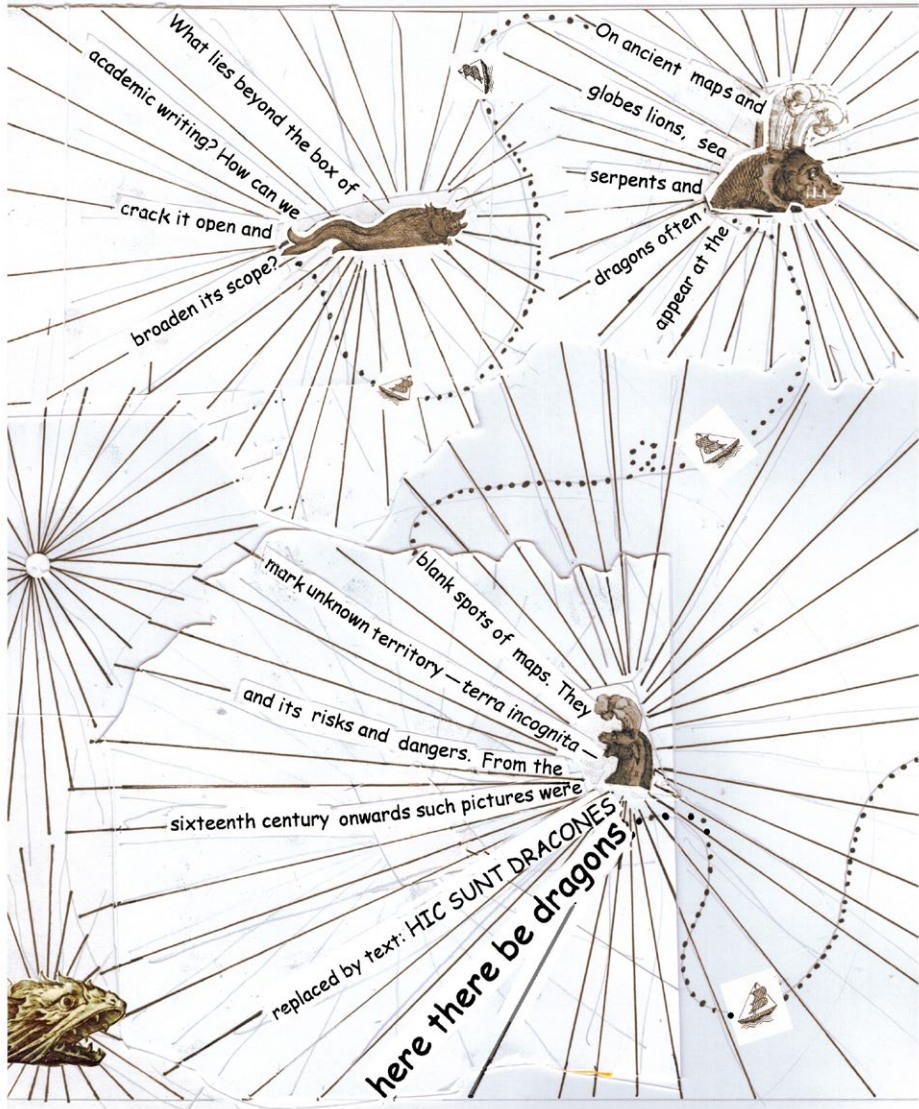 What lies beyond the box of
academic writing? How can we
crack it open and
broaden its scope?
On ancient maps and
globes lions, sea
serpents and
dragons often
appear at the
blank spots of maps. They
mark unknown territory — terra incognita —
and its risks and dangers. From the
sixteenth century onwards such pictures were
replaced by text: HIC SUNT DRACONES
here there be dragons